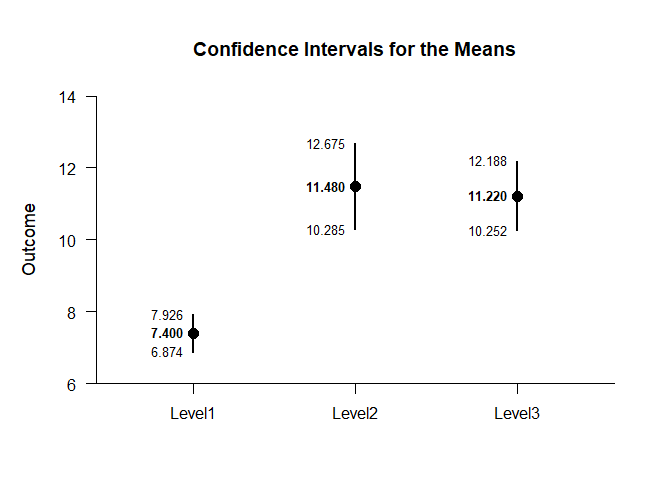 Confidence Intervals for the Means
Outcome
14
12
10
8
6
7.926
7.400
6.874
12.675
11.480
10.285
12.188
11.220
10.252
Level1
Level2
Level3